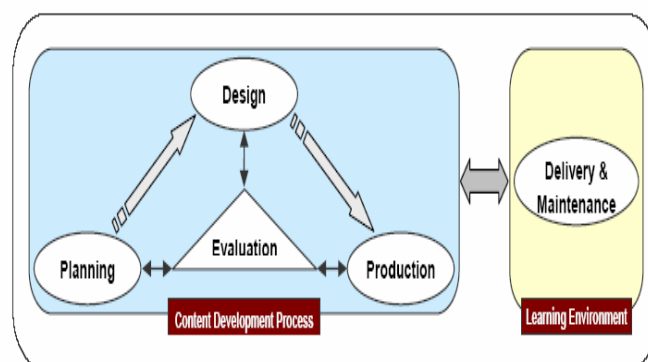 Design
Delivery &
Maintenance
Evaluation
Planning
Production
Content Development Process
Learning Environment